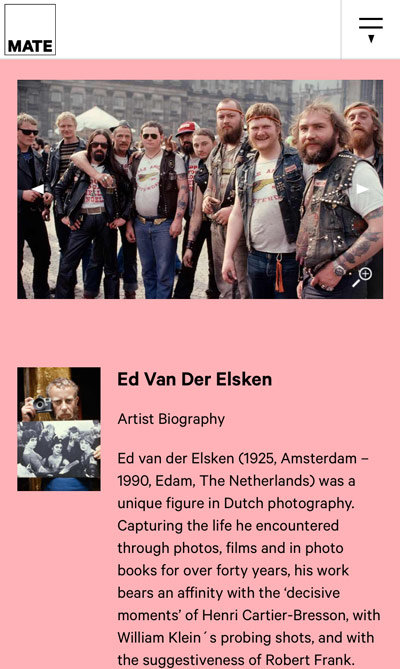 MATE
Ed Van Der Elsken
Artist Biography
Ed van der Elsken (1925, Amsterdam –
1990, Edam, The Netherlands) was a
unique figure in Dutch photography.
Capturing the life he encountered
through photos, films and in photo
books for over forty years, his work
bears an affinity with the ‘decisive
moments’ of Henri Cartier-Bresson, with
William Klein´s probing shots, and with
the suggestiveness of Robert Frank.